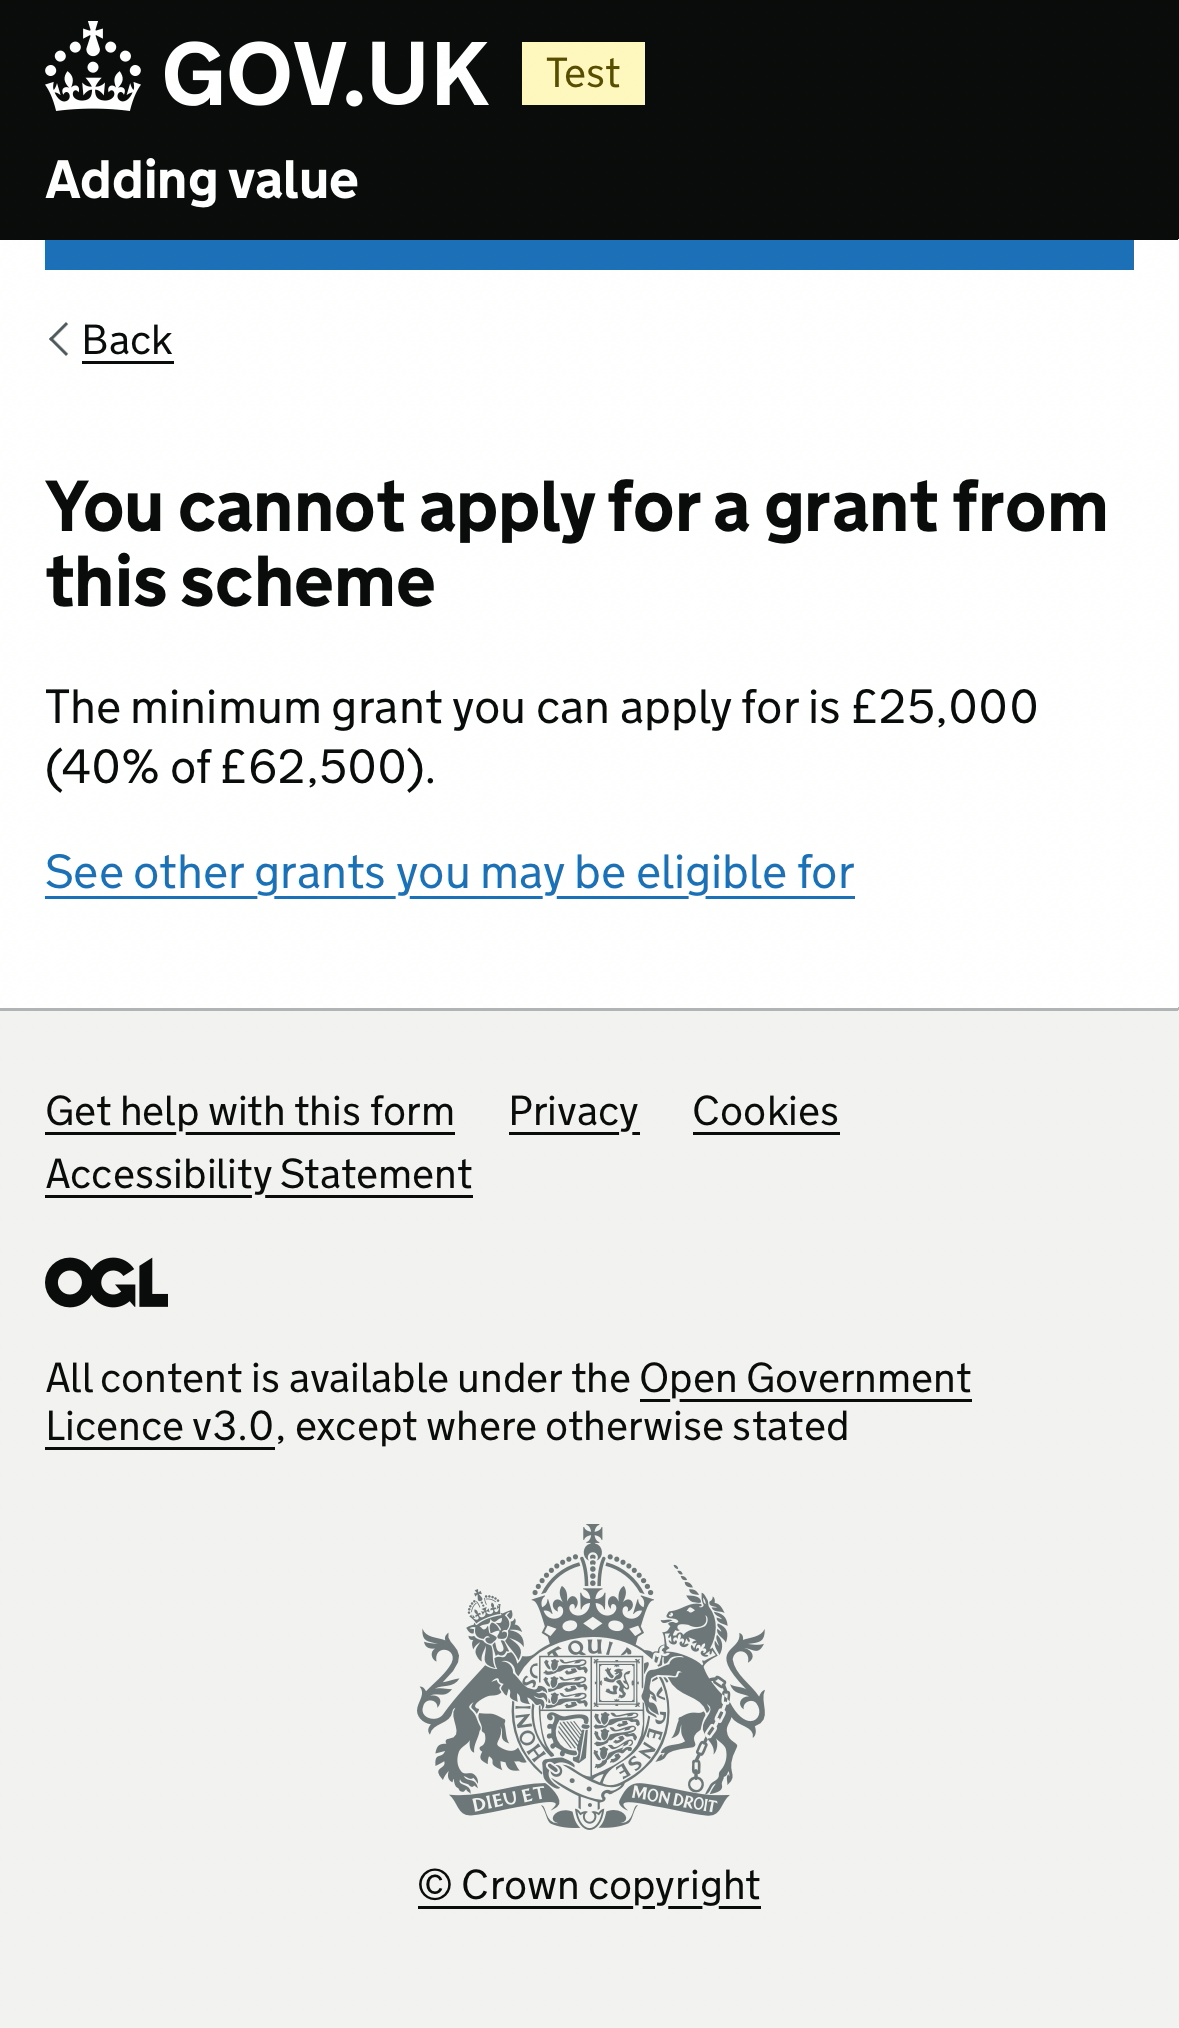 GOV.UK Test
Adding value
Back
You cannot apply for a grant from
this scheme
The minimum grant you can apply for is £25,000
(40% of £62,500).
See other grants you may be eligible for
Get help with this form Privacy Cookies
Accessibility Statement
OGL
All content is available under the Open Government
Licence v3.0, except where otherwise stated
QUI
HONI
PENSE
DIEU ET MON DROIT
© Crown copyright